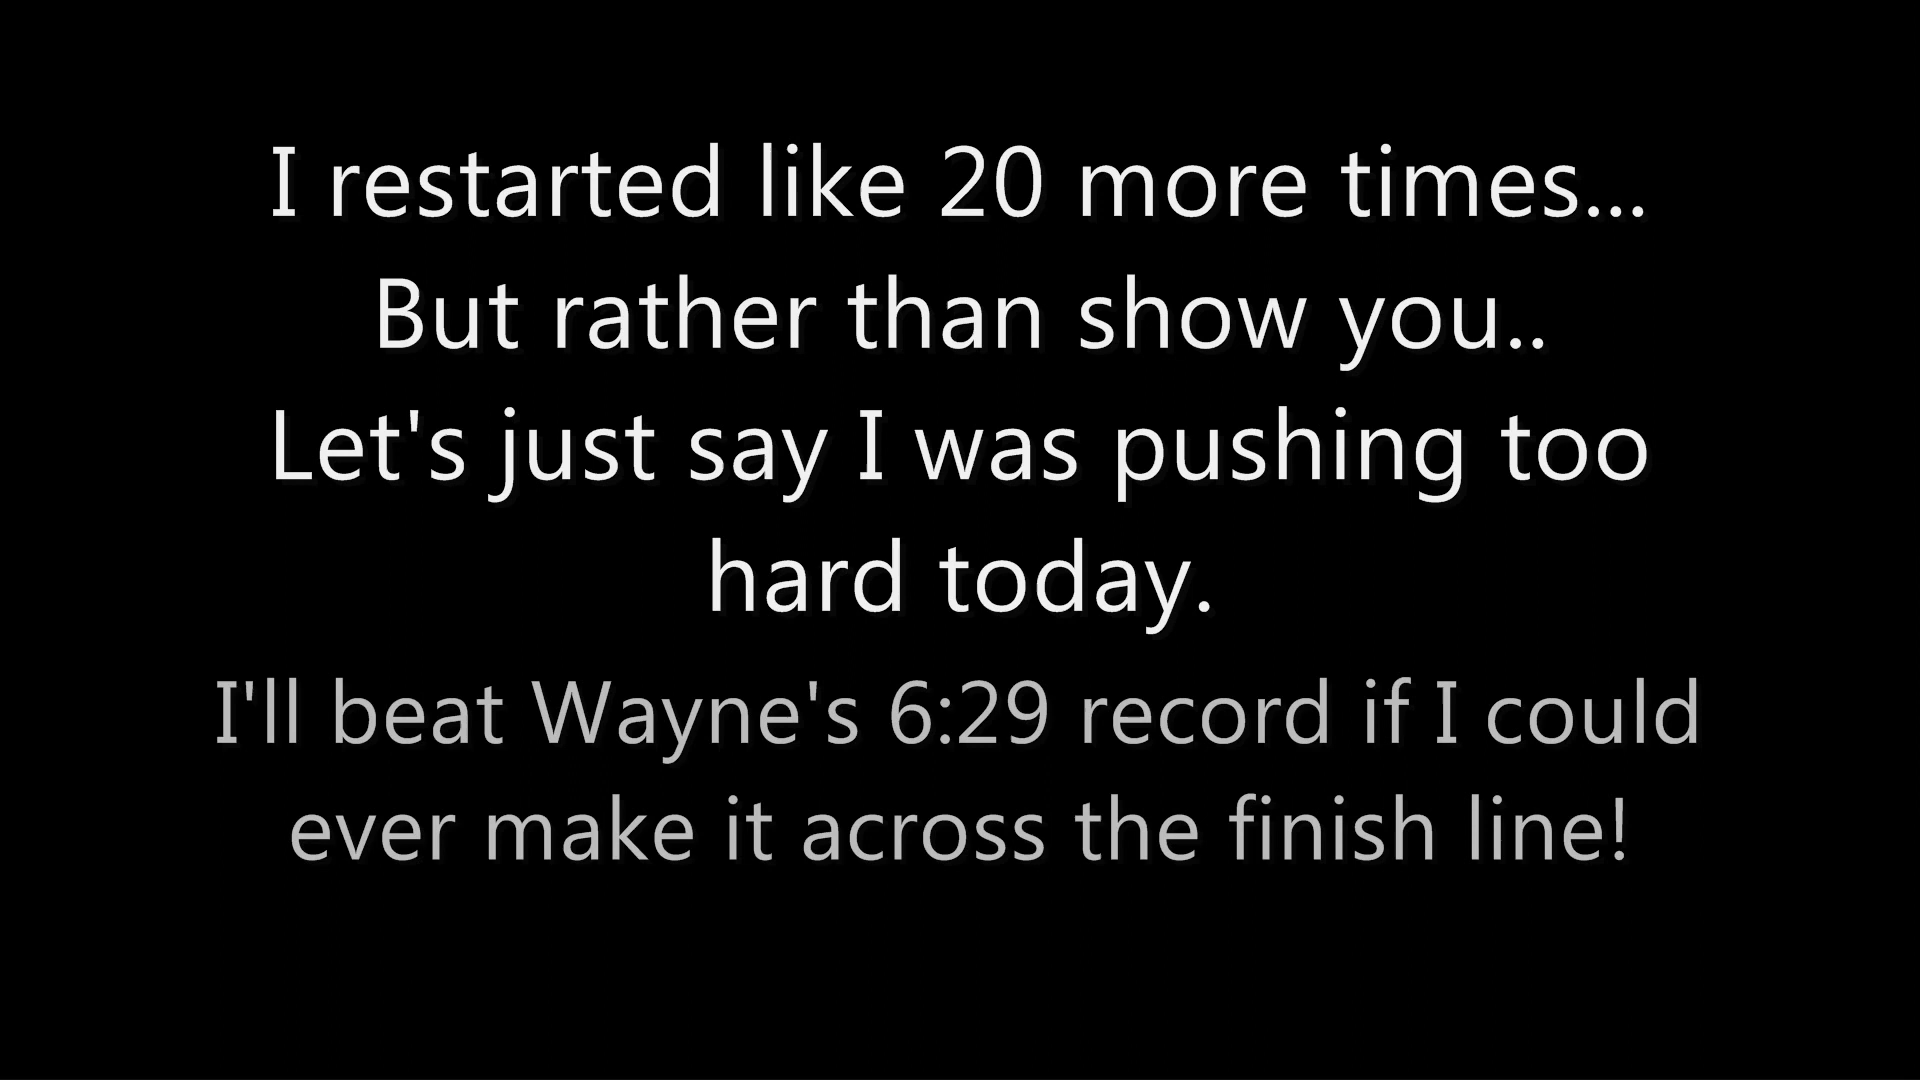 I restarted like 20 more times...
But rather than show you..
Let's just say I was pushing too
hard today.
I'll beat Wayne's 6:29 record if I could
ever make it across the finish line!